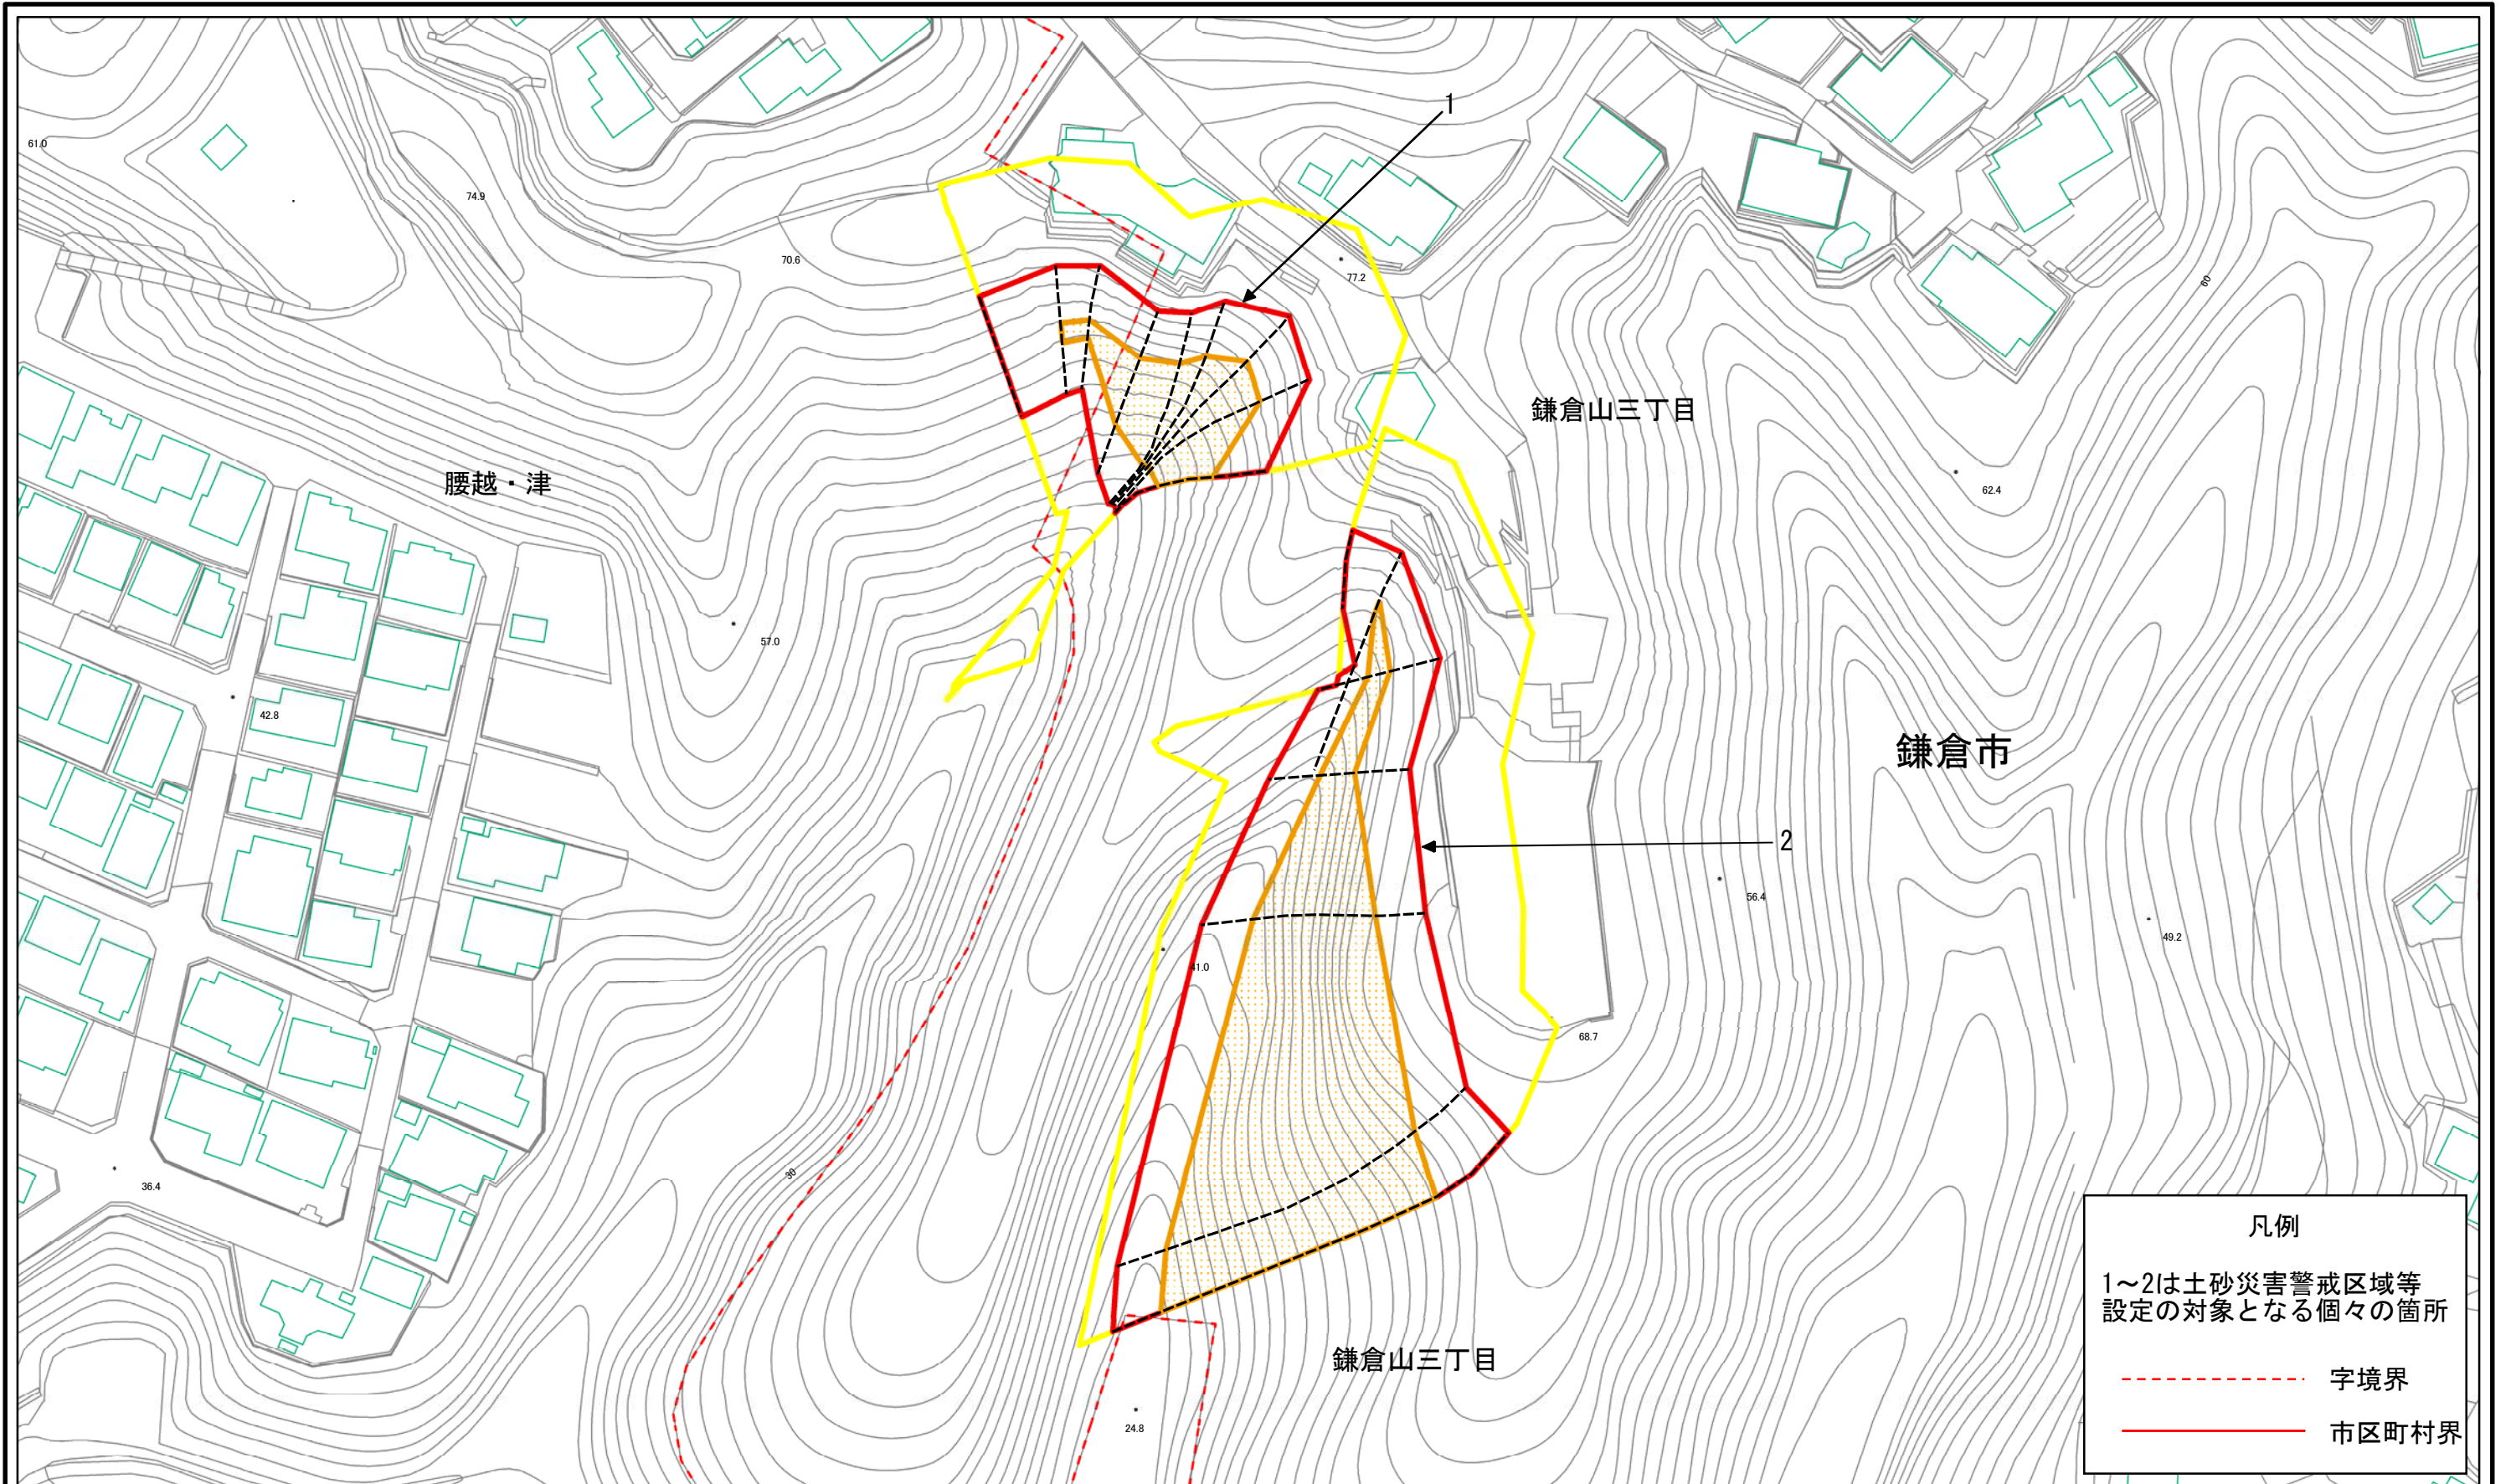 1
61.0
74.9
70.6
77.2
60
鎌倉山三丁目
腰越・津
62.4
57.0
42.8
鎌倉市
2
56.4
49.2
41.0
68.7
30
36.4
鎌倉山三丁目
24.8
凡例
1～2は土砂災害警戒区域等
設定の対象となる個々の箇所
字境界
市区町村界